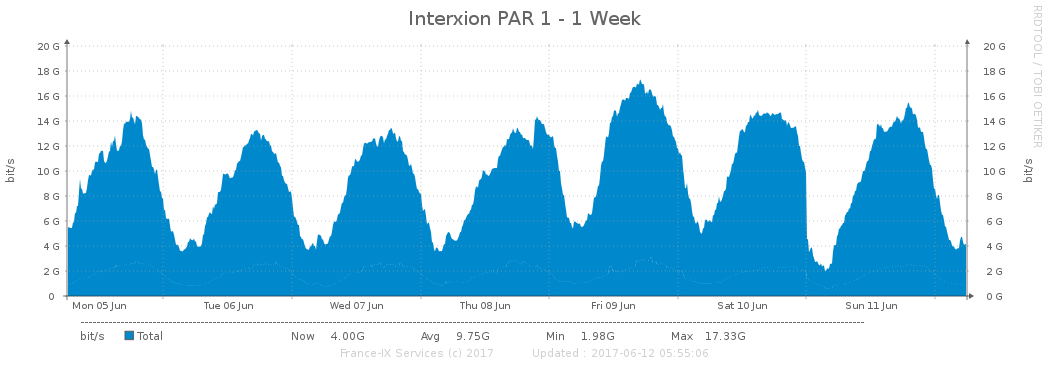 Interxion PAR 1 - 1 Week
RRDTOOL / TOBI OETIKER
bit/s
20 G 20 G
18 G 18 G
16 G 16 G
14 G 14 G
12 G 12 G
10 G 10 G
8 G 8 G
6 G 6 G
4 G 4 G
2 G 2 G
0 0 G
bit/s
Mon 05 Jun Tue 06 Jun Wed 07 Jun Thu 08 Jun Fri 09 Jun Sat 10 Jun Sun 11 Jun
bit/s Total Now 4.00G Avg 9.75G Min 1.98G Max 17.33G
France-IX Services (c) 2017 Updated : 2017-06-12 05:55:06